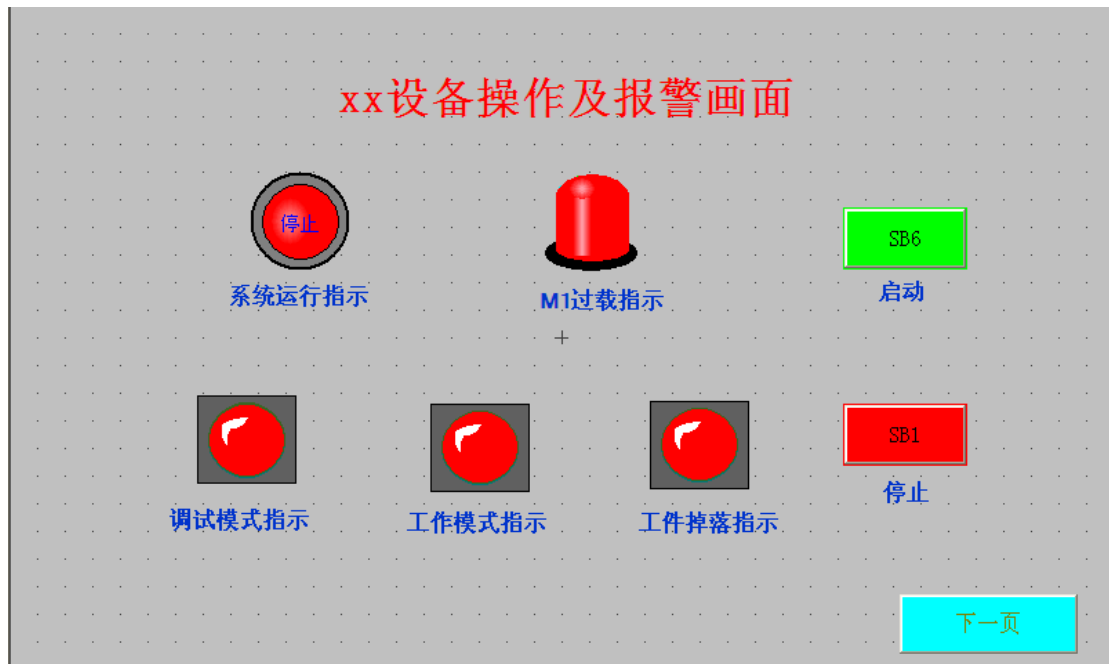 xx设备操作及报警画面
停止
系统运行指示
M1过载指示
SB6
启动
调试模式指示
工作模式指示
工件掉落指示
SB1
停止
下一页